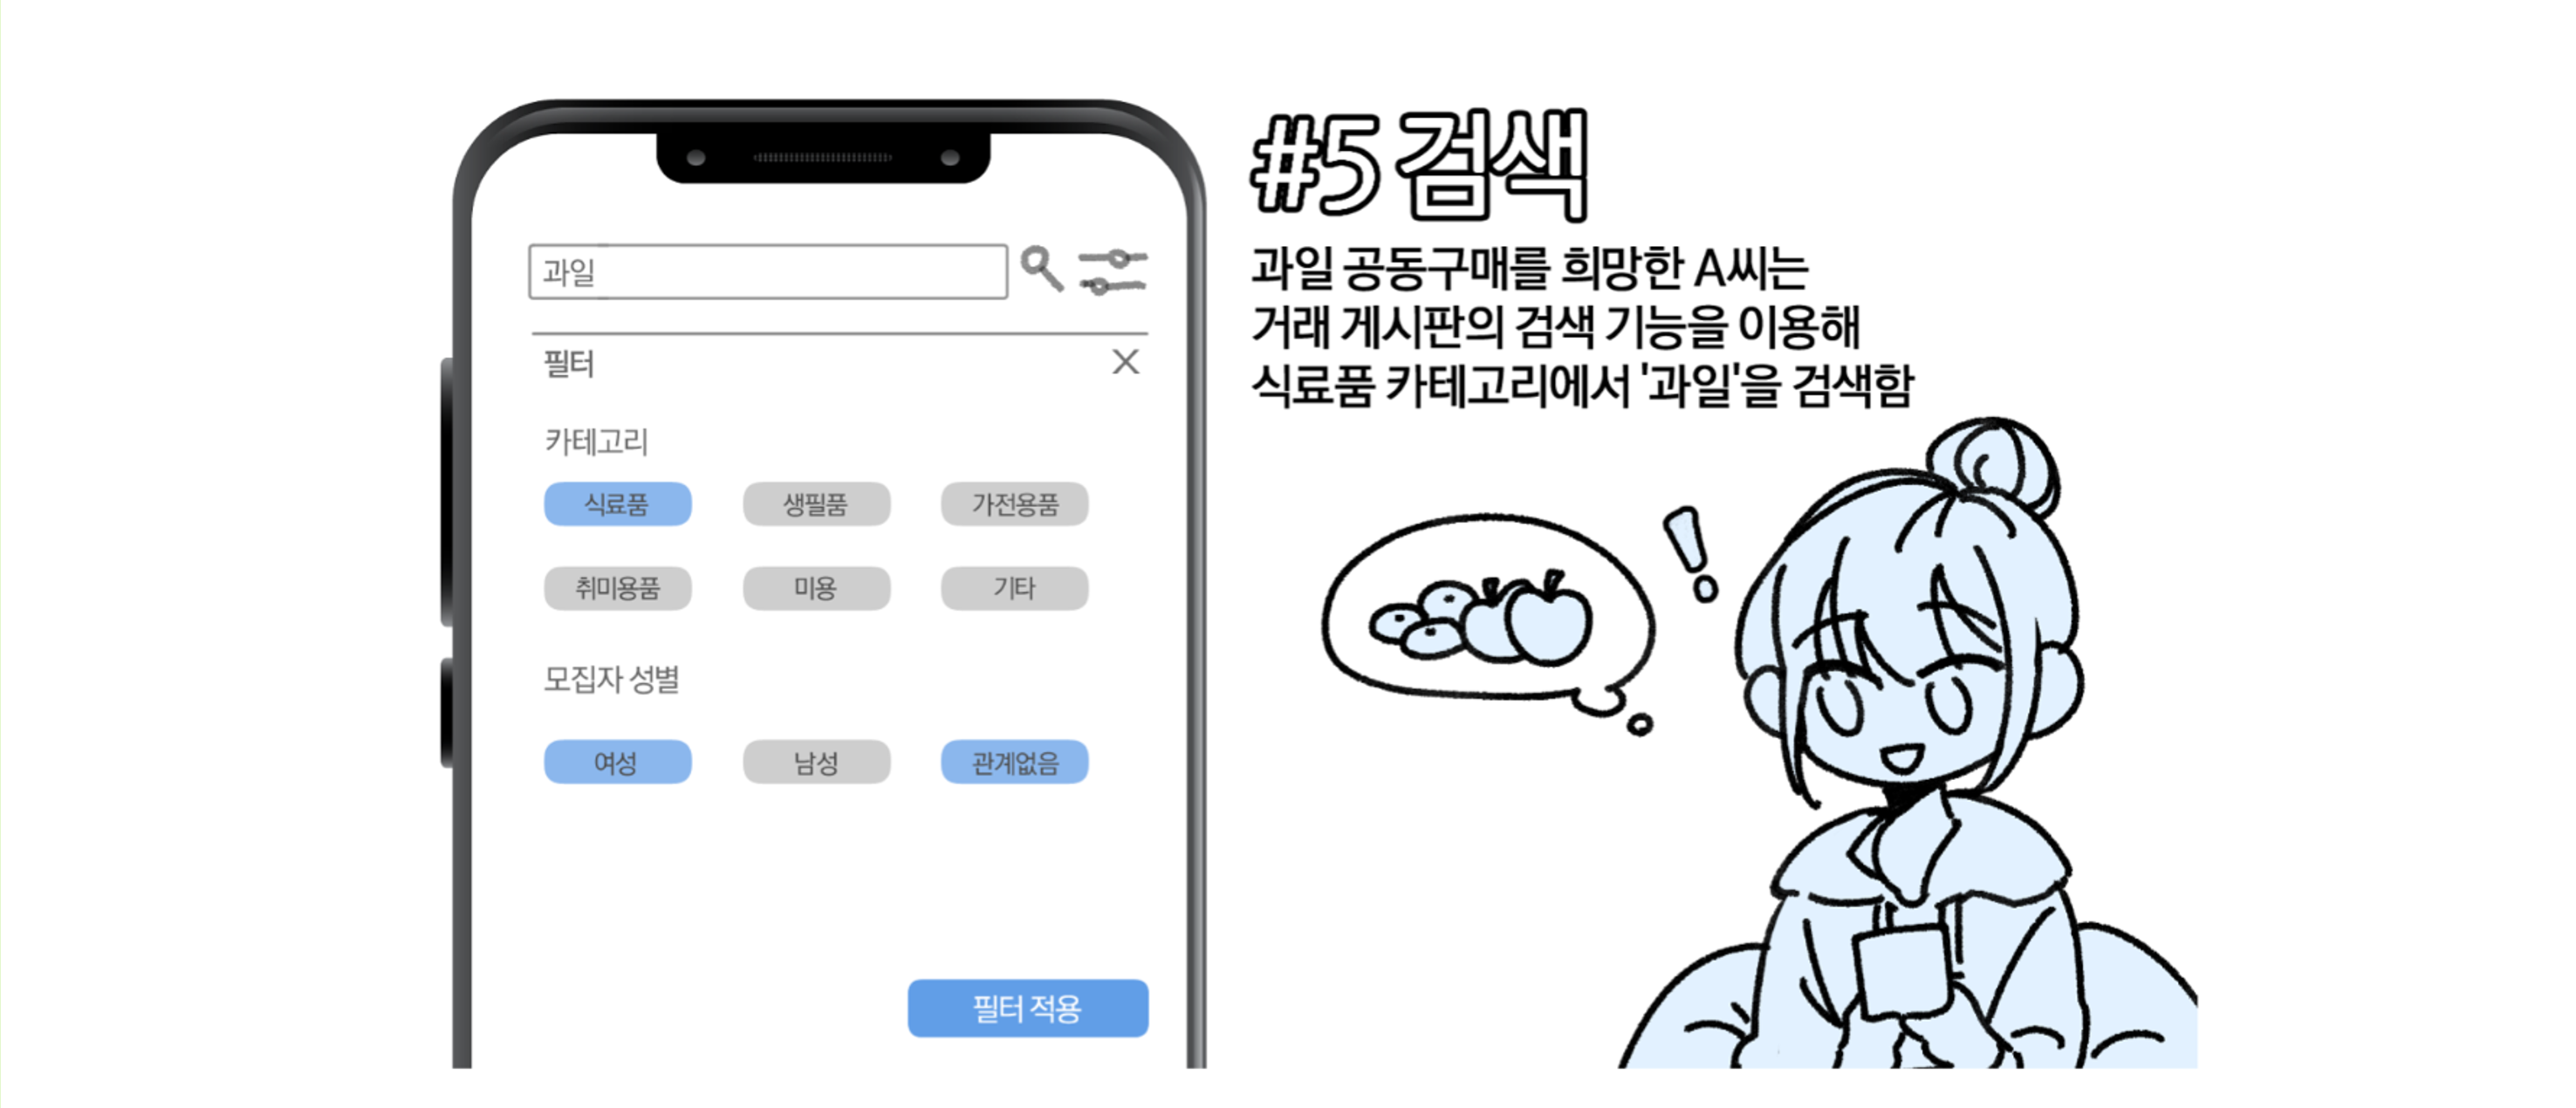 과일
필터
X
카테고리
식료품 생필품 가전용품
취미용품 미용 기타
모집자 성별
여성 남성 관계없음
필터 적용
#5 검색
과일 공동구매를 희망한 A씨는
거래 게시판의 검색 기능을 이용해
식료품 카테고리에서 '과일'을 검색함
!